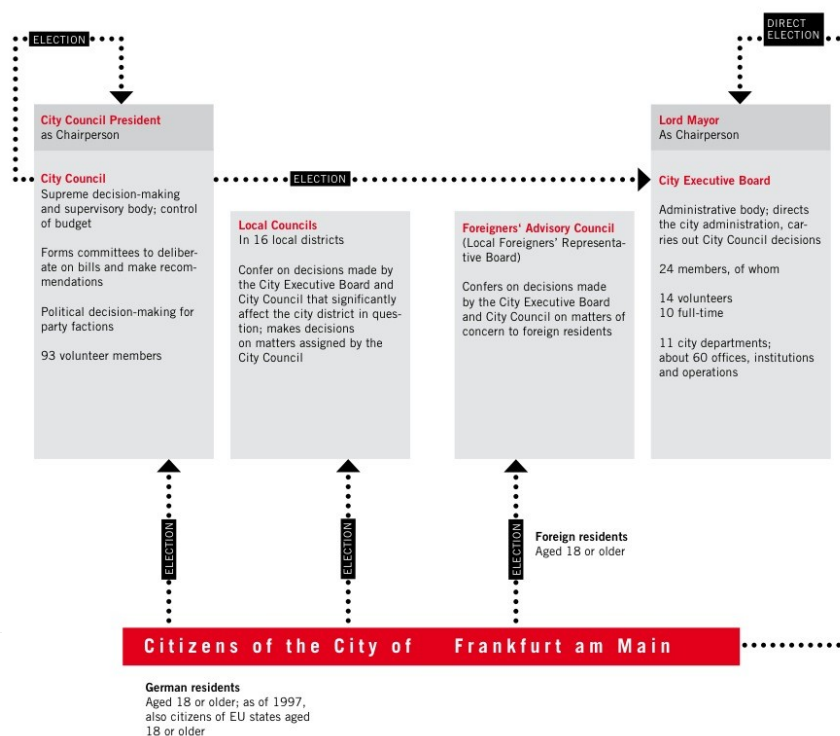 DIRECT
ELECTION
ELECTION
City Council President
as Chairperson
City Council
Supreme decision-making
and supervisory body; control
of budget
Forms committees to deliber-
ate on bills and make recom-
mendations
Political decision-making for
party factions
93 volunteer members
ELECTION
Local Councils
In 16 local districts
Confer on decisions made by
the City Executive Board and
City Council that significantly
affect the city district in ques-
tion; makes decisions
on matters assigned by the
City Council
Foreigners' Advisory Council
(Local Foreigners' Representa-
tive Board)
Confers on decisions made
by the City Executive Board
and City Council on matters of
concern to foreign residents
Lord Mayor
As Chairperson
City Executive Board
Administrative body; directs
the city administration, car-
ries out City Council decisions
24 members, of whom
14 volunteers
10 full-time
11 city departments;
about 60 offices, institutions
and operations
ELECTION
ELECTION
ELECTION
Foreign residents
Aged 18 or older
Citizens of the City of Frankfurt am Main
German residents
Aged 18 or older; as of 1997,
also citizens of EU states aged
18 or older